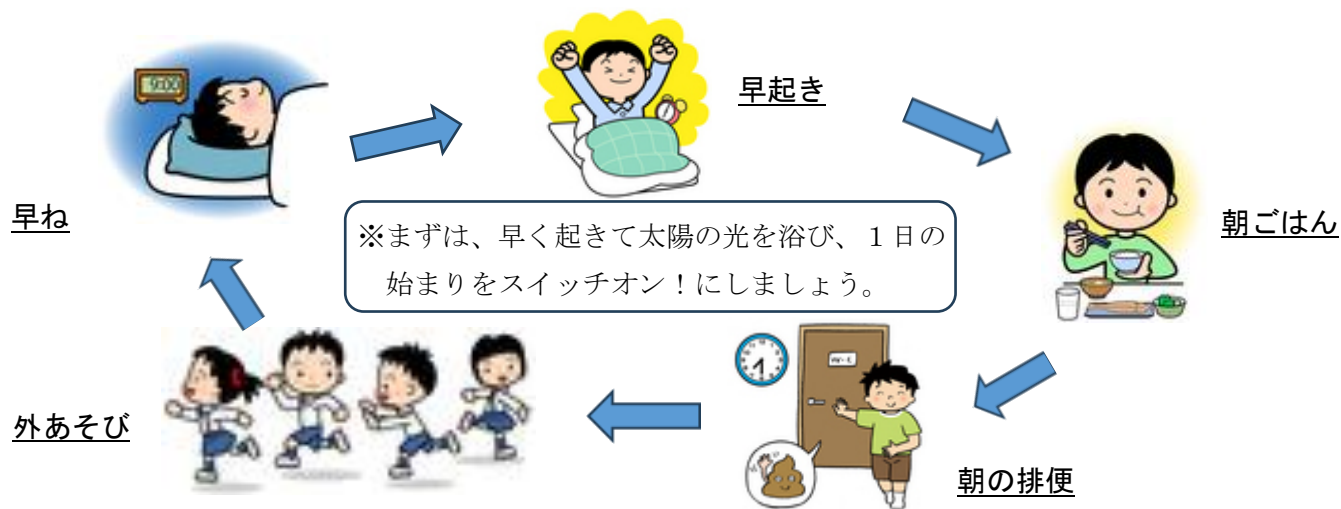 9:00
早起き
早ね
朝ごはん
※まずは、早く起きて太陽の光を浴び、１日の
始まりをスイッチオン！にしましょう。
外あそび
朝の排便